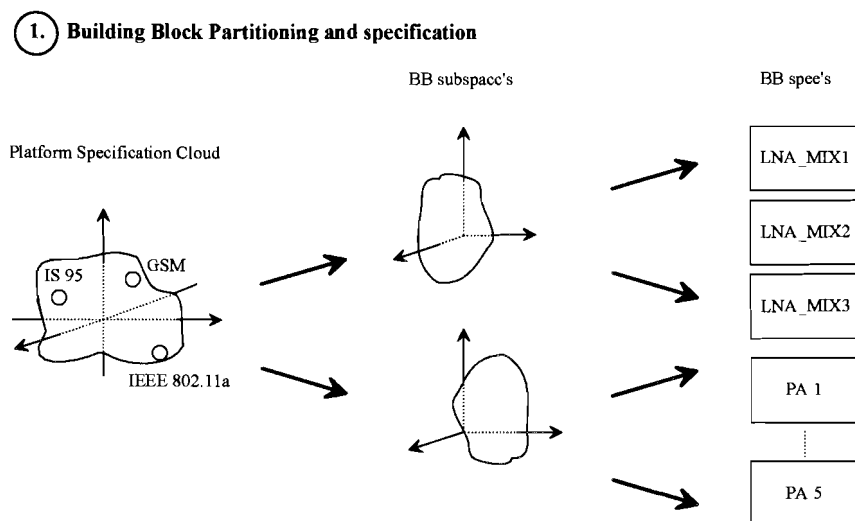 1. Building Block Partitioning and specification
BB subspacc's
BB spee's
Platform Specification Cloud
IS 95
GSM
IEEE 802.11a
LNA_MIX1
LNA_MIX2
LNA_MIX3
PA 1
PA 5